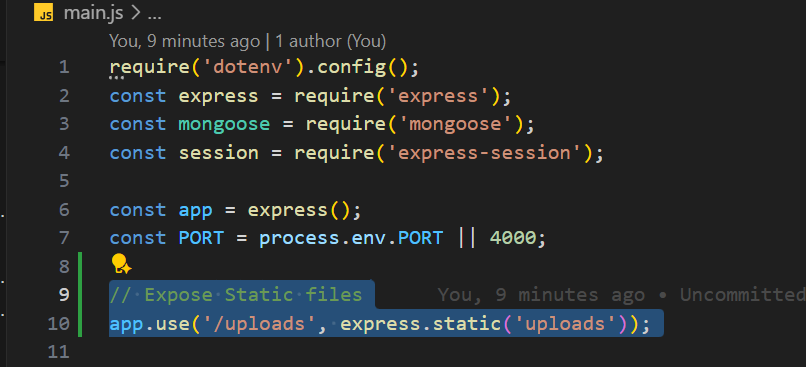 JS main.js > ...
You, 9 minutes ago | 1 author (You)
1 require('dotenv').config();
2 const express = require('express');
3 const mongoose = require('mongoose');
4 const session = require('express-session');
5
6 const app = express();
7 const PORT = process.env.PORT || 4000;
8
9 // Expose Static files You, 9 minutes ago • Uncommitted
10 app.use('/uploads', express.static('uploads'));
11